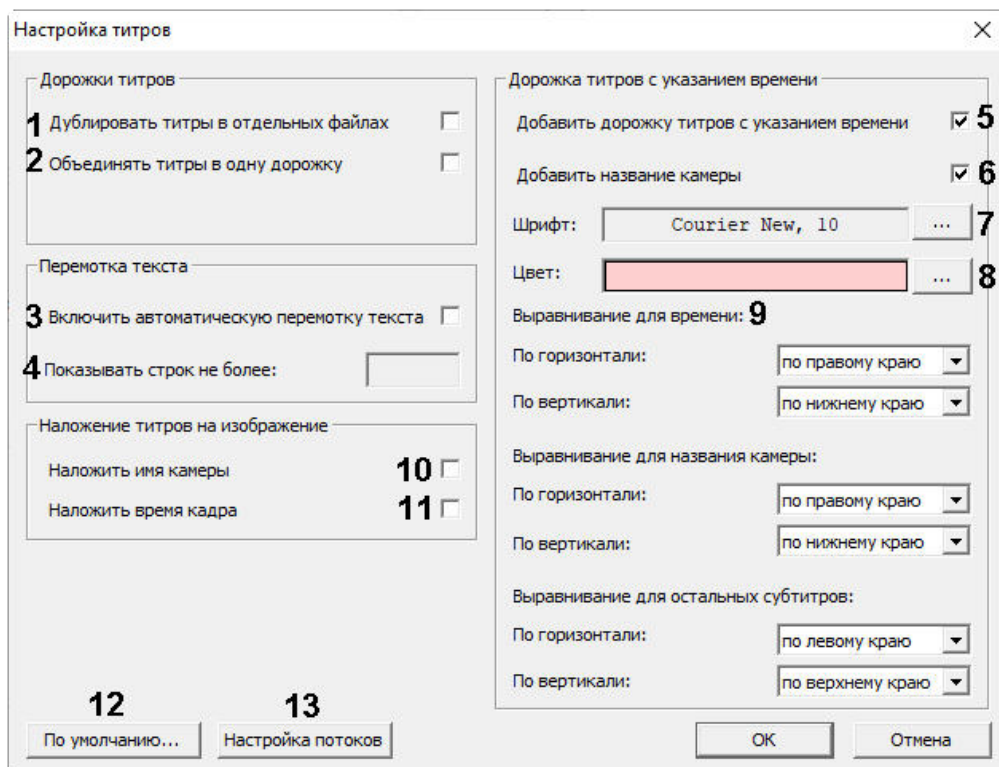 Настройка титров
Дорожки титров
1 Дублировать титры в отдельных файлах
2 Объединять титры в одну дорожку
Перемотка текста
3 Включить автоматическую перемотку текста
4 Показывать строк не более:
Наложение титров на изображение
Наложить имя камеры 10
Наложить время кадра 11
Дорожка титров с указанием времени
Добавить дорожку титров с указанием времени 5
Добавить название камеры 6
Шрифт: Courier New, 10 ... 7
Цвет: ... 8
Выравнивание для времени: 9
По горизонтали: по правому краю
По вертикали: по нижнему краю
Выравнивание для названия камеры:
По горизонтали: по правому краю
По вертикали: по нижнему краю
Выравнивание для остальных субтитров:
По горизонтали: по левому краю
По вертикали: по верхнему краю
12 13
По умолчанию... Настройка потоков OK Отмена